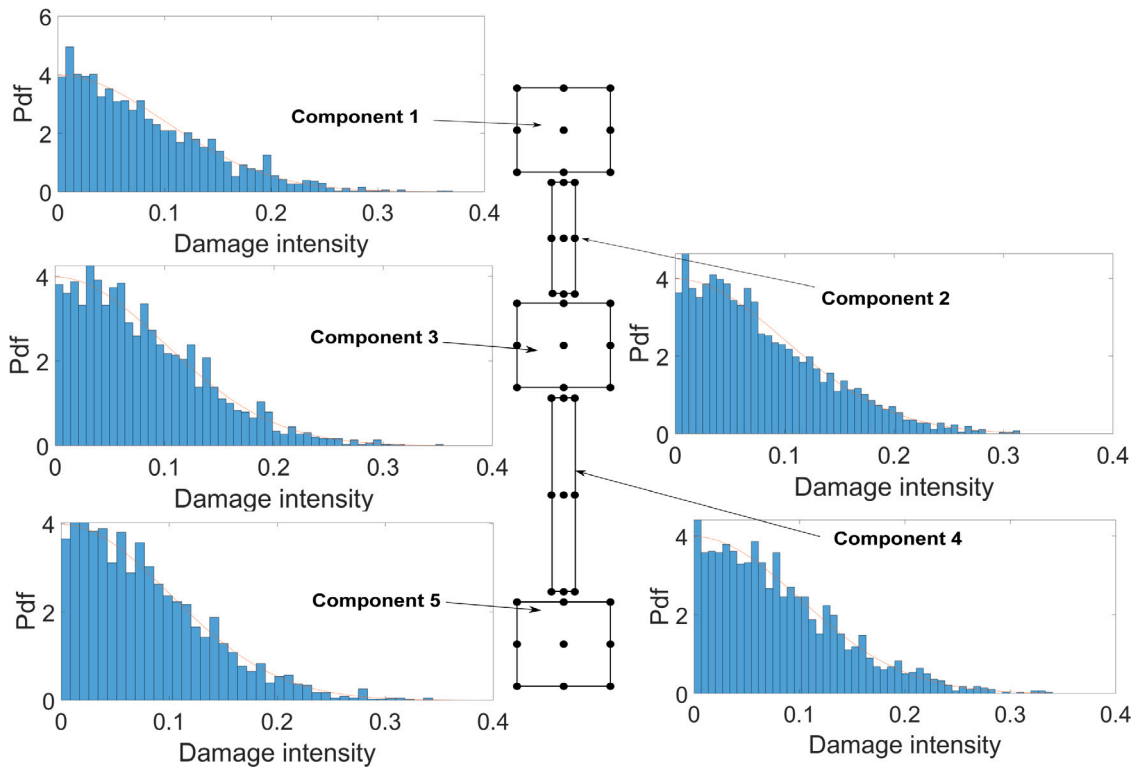 6
4
2
0
Pdf
0 0.1 0.2 0.3 0.4
Damage intensity
Component 1
4
2
0
Pdf
0 0.1 0.2 0.3 0.4
Damage intensity
Component 3
4
2
0
Pdf
0 0.1 0.2 0.3 0.4
Damage intensity
Component 2
4
2
0
Pdf
0 0.1 0.2 0.3 0.4
Damage intensity
Component 5
4
2
0
Pdf
0 0.1 0.2 0.3 0.4
Damage intensity
Component 4